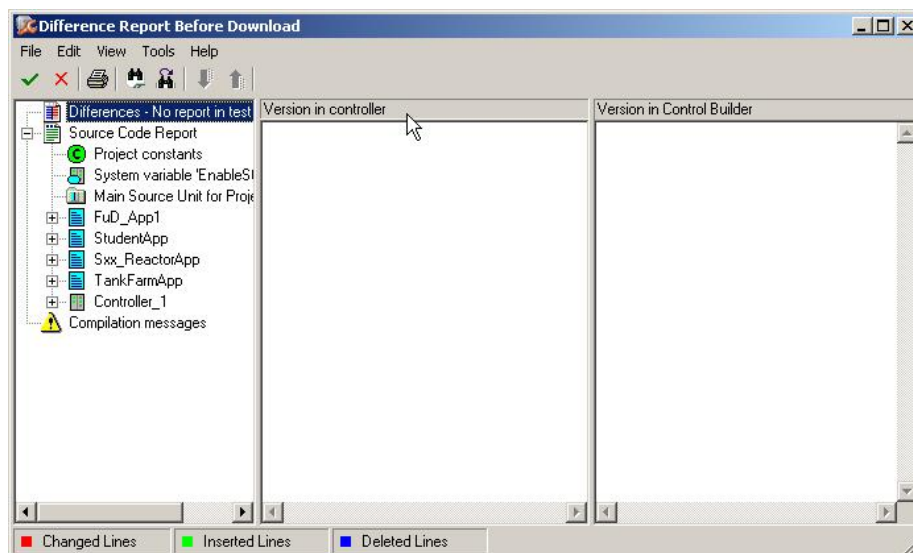 Difference Report Before Download
File Edit View Tools Help
Differences - No report in test
Source Code Report
Project constants
System variable 'EnableSI
Main Source Unit for Proje
FuD_App1
StudentApp
Sxx_ReactorApp
TankFarmApp
Controller_1
Compilation messages
Version in controller
Version in Control Builder
Changed Lines
Inserted Lines
Deleted Lines